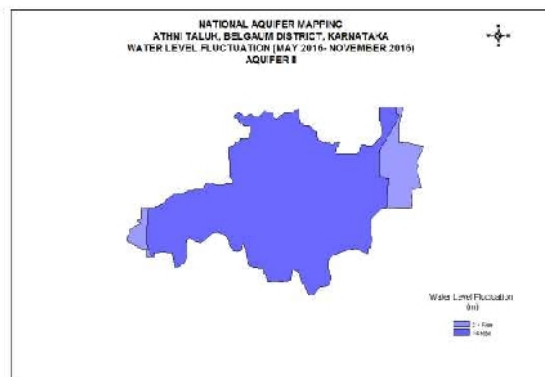 NATIONAL AQUIFER MAPPING
ATHNI TALUK, BELGAUM DISTRICT, KARNATAKA
WATER LEVEL FLUCTUATION (MAY 2016- NOVEMBER 2016)
AQUIFER II
Water Level Fluctuation
(m)
Rise